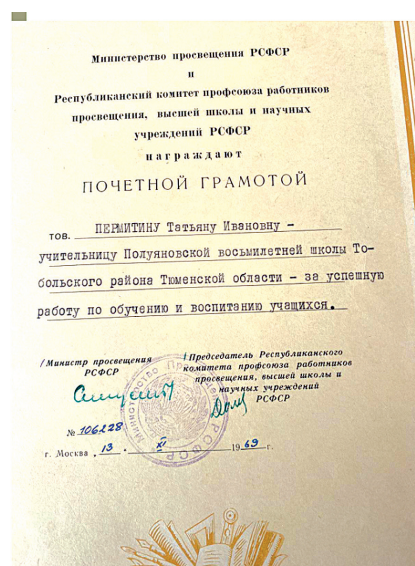 Министерство просвещения РСФСР
и
Республиканский комитет профсоюза работников
просвещения, высшей школы и научных
учреждений РСФСР
награждают
ПОЧЕТНОЙ ГРАМОТОЙ
тов. ПЕРМИТИНУ Татьяну Ивановну –
учительницу Полуяновской восьмилетней школы То-
больского района Тюменской области – за успешную
работу по обучению и воспитанию учащихся.
/Министр просвещения
РСФСР
/Председатель Республиканского
комитета профсоюза работников
просвещения, высшей школы и
научных учреждений
РСФСР
№ 106228
г. Москва „13. XI 1969 г.
Министерство РСФСР